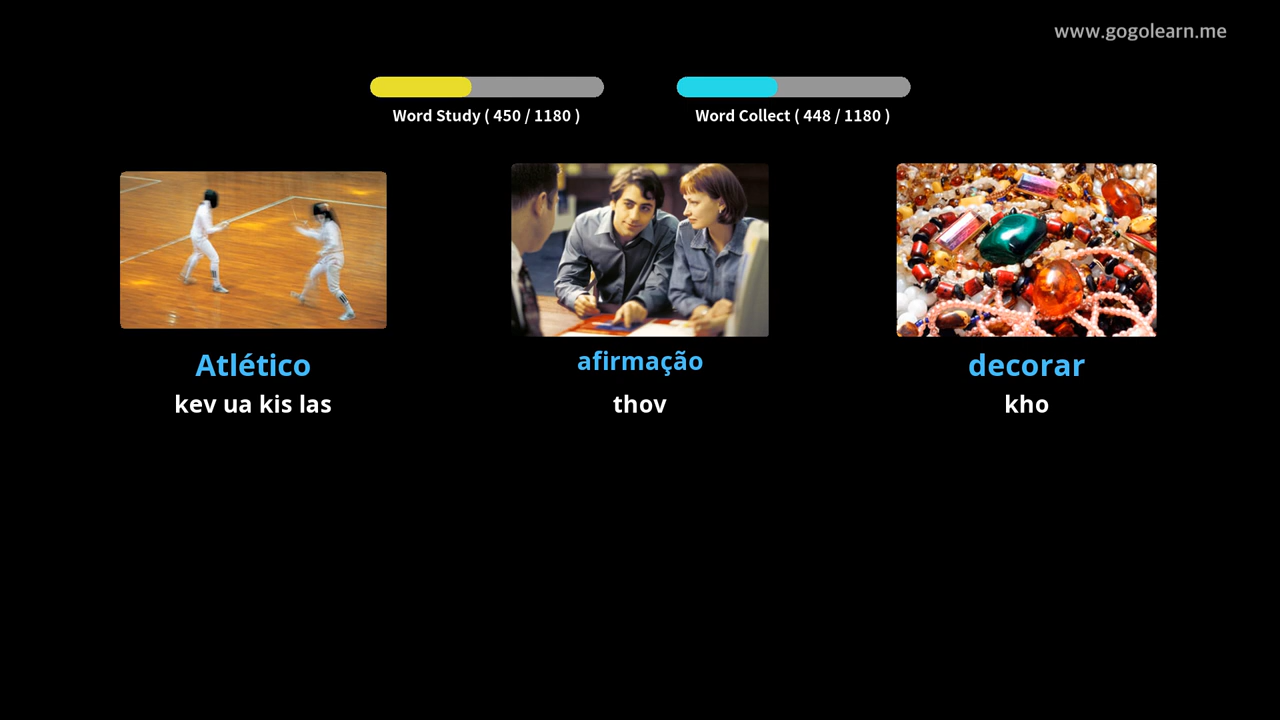 www.gogolearn.me
Word Study ( 450 / 1180 )
Word Collect ( 448 / 1180 )
Atlético
afirmação
decorar
kev ua kis las
thov
kho